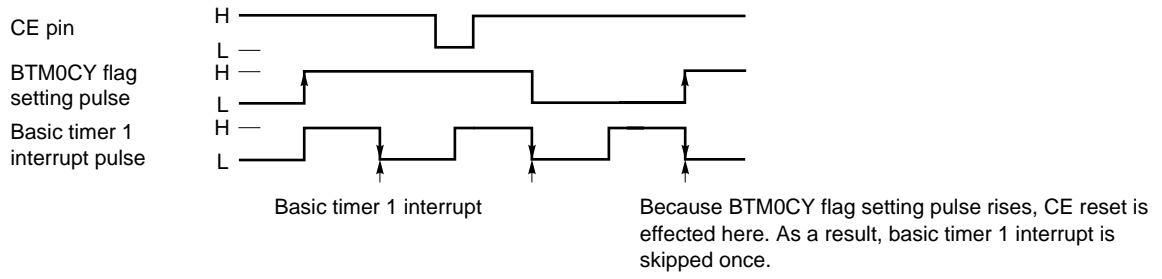 CE pin
H
L
BTM0CY flag
setting pulse
H
L
Basic timer 1
interrupt pulse
H
L
Basic timer 1 interrupt
Because BTM0CY flag setting pulse rises, CE reset is
effected here. As a result, basic timer 1 interrupt is
skipped once.